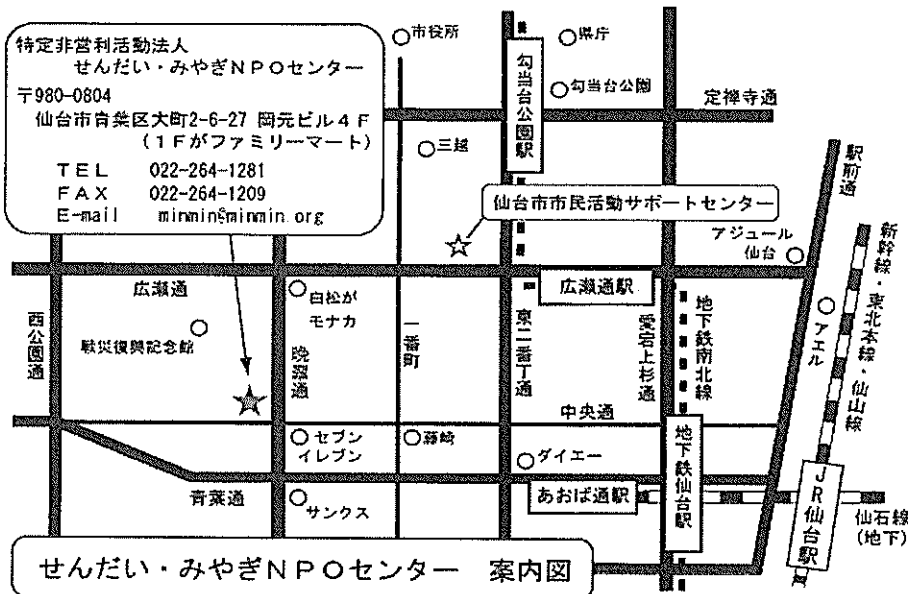 特定非営利活動法人
せんだい・みやぎNPOセンター
〒980-0804
仙台市青葉区大町2-6-27 岡元ビル4F
(1Fがファミリーマート)
TEL 022-264-1281
FAX 022-264-1209
E-mail minmin@minmin.org
市役所
県庁
勾当台公園
勾当台公園駅
定禅寺通
三越
仙台市市民活動サポートセンター
駅前通
アジュール
仙台
新幹線・東北本線・仙山線
広瀬通
広瀬通駅
白松が
モナカ
西公園通
戦災復興記念館
晩翠通
一番町
東二番丁通
愛宕上杉通
地下鉄南北線
アエル
中央通
セブン
イレブン
藤崎
ダイエー
地下鉄仙台駅
青葉通
サンクス
あおば通駅
JR仙台駅
仙石線
(地下)
せんだい・みやぎNPOセンター 案内図